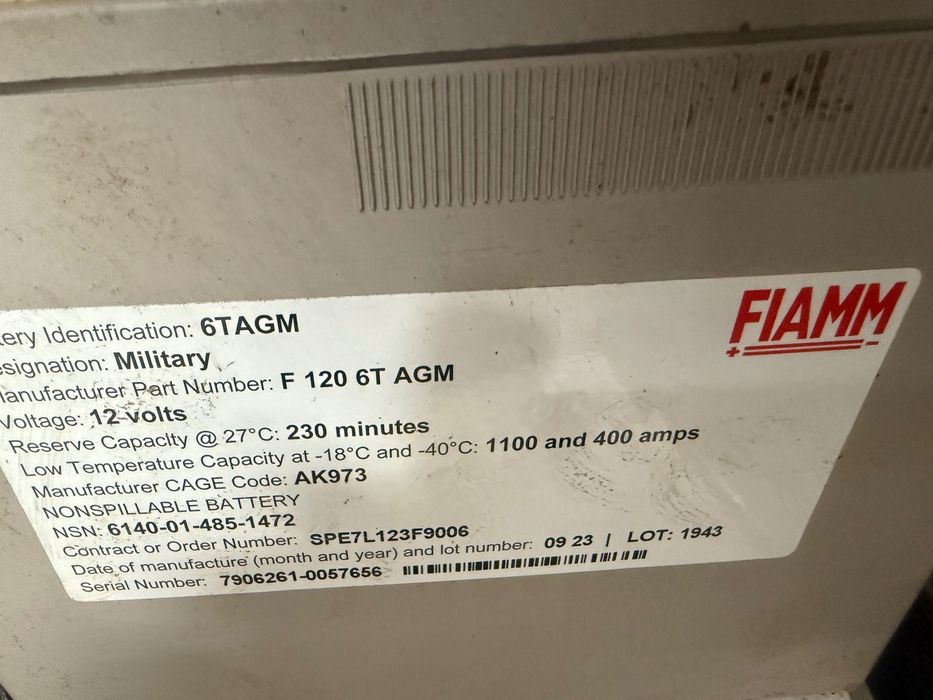 FIAMM
+ -
tery Identification: 6TAGM
esignation: Military
Manufacturer Part Number: F 120 6T AGM
Voltage: 12 volts
Reserve Capacity @ 27°C: 230 minutes
Low Temperature Capacity at -18°C and -40°C: 1100 and 400 amps
Manufacturer CAGE Code: AK973
NONSPILLABLE BATTERY
NSN: 6140-01-485-1472
Contract or Order Number: SPE7L123F9006
Date of manufacture (month and year) and lot number: 09 23 | LOT: 1943
Serial Number: 7906261-0057656